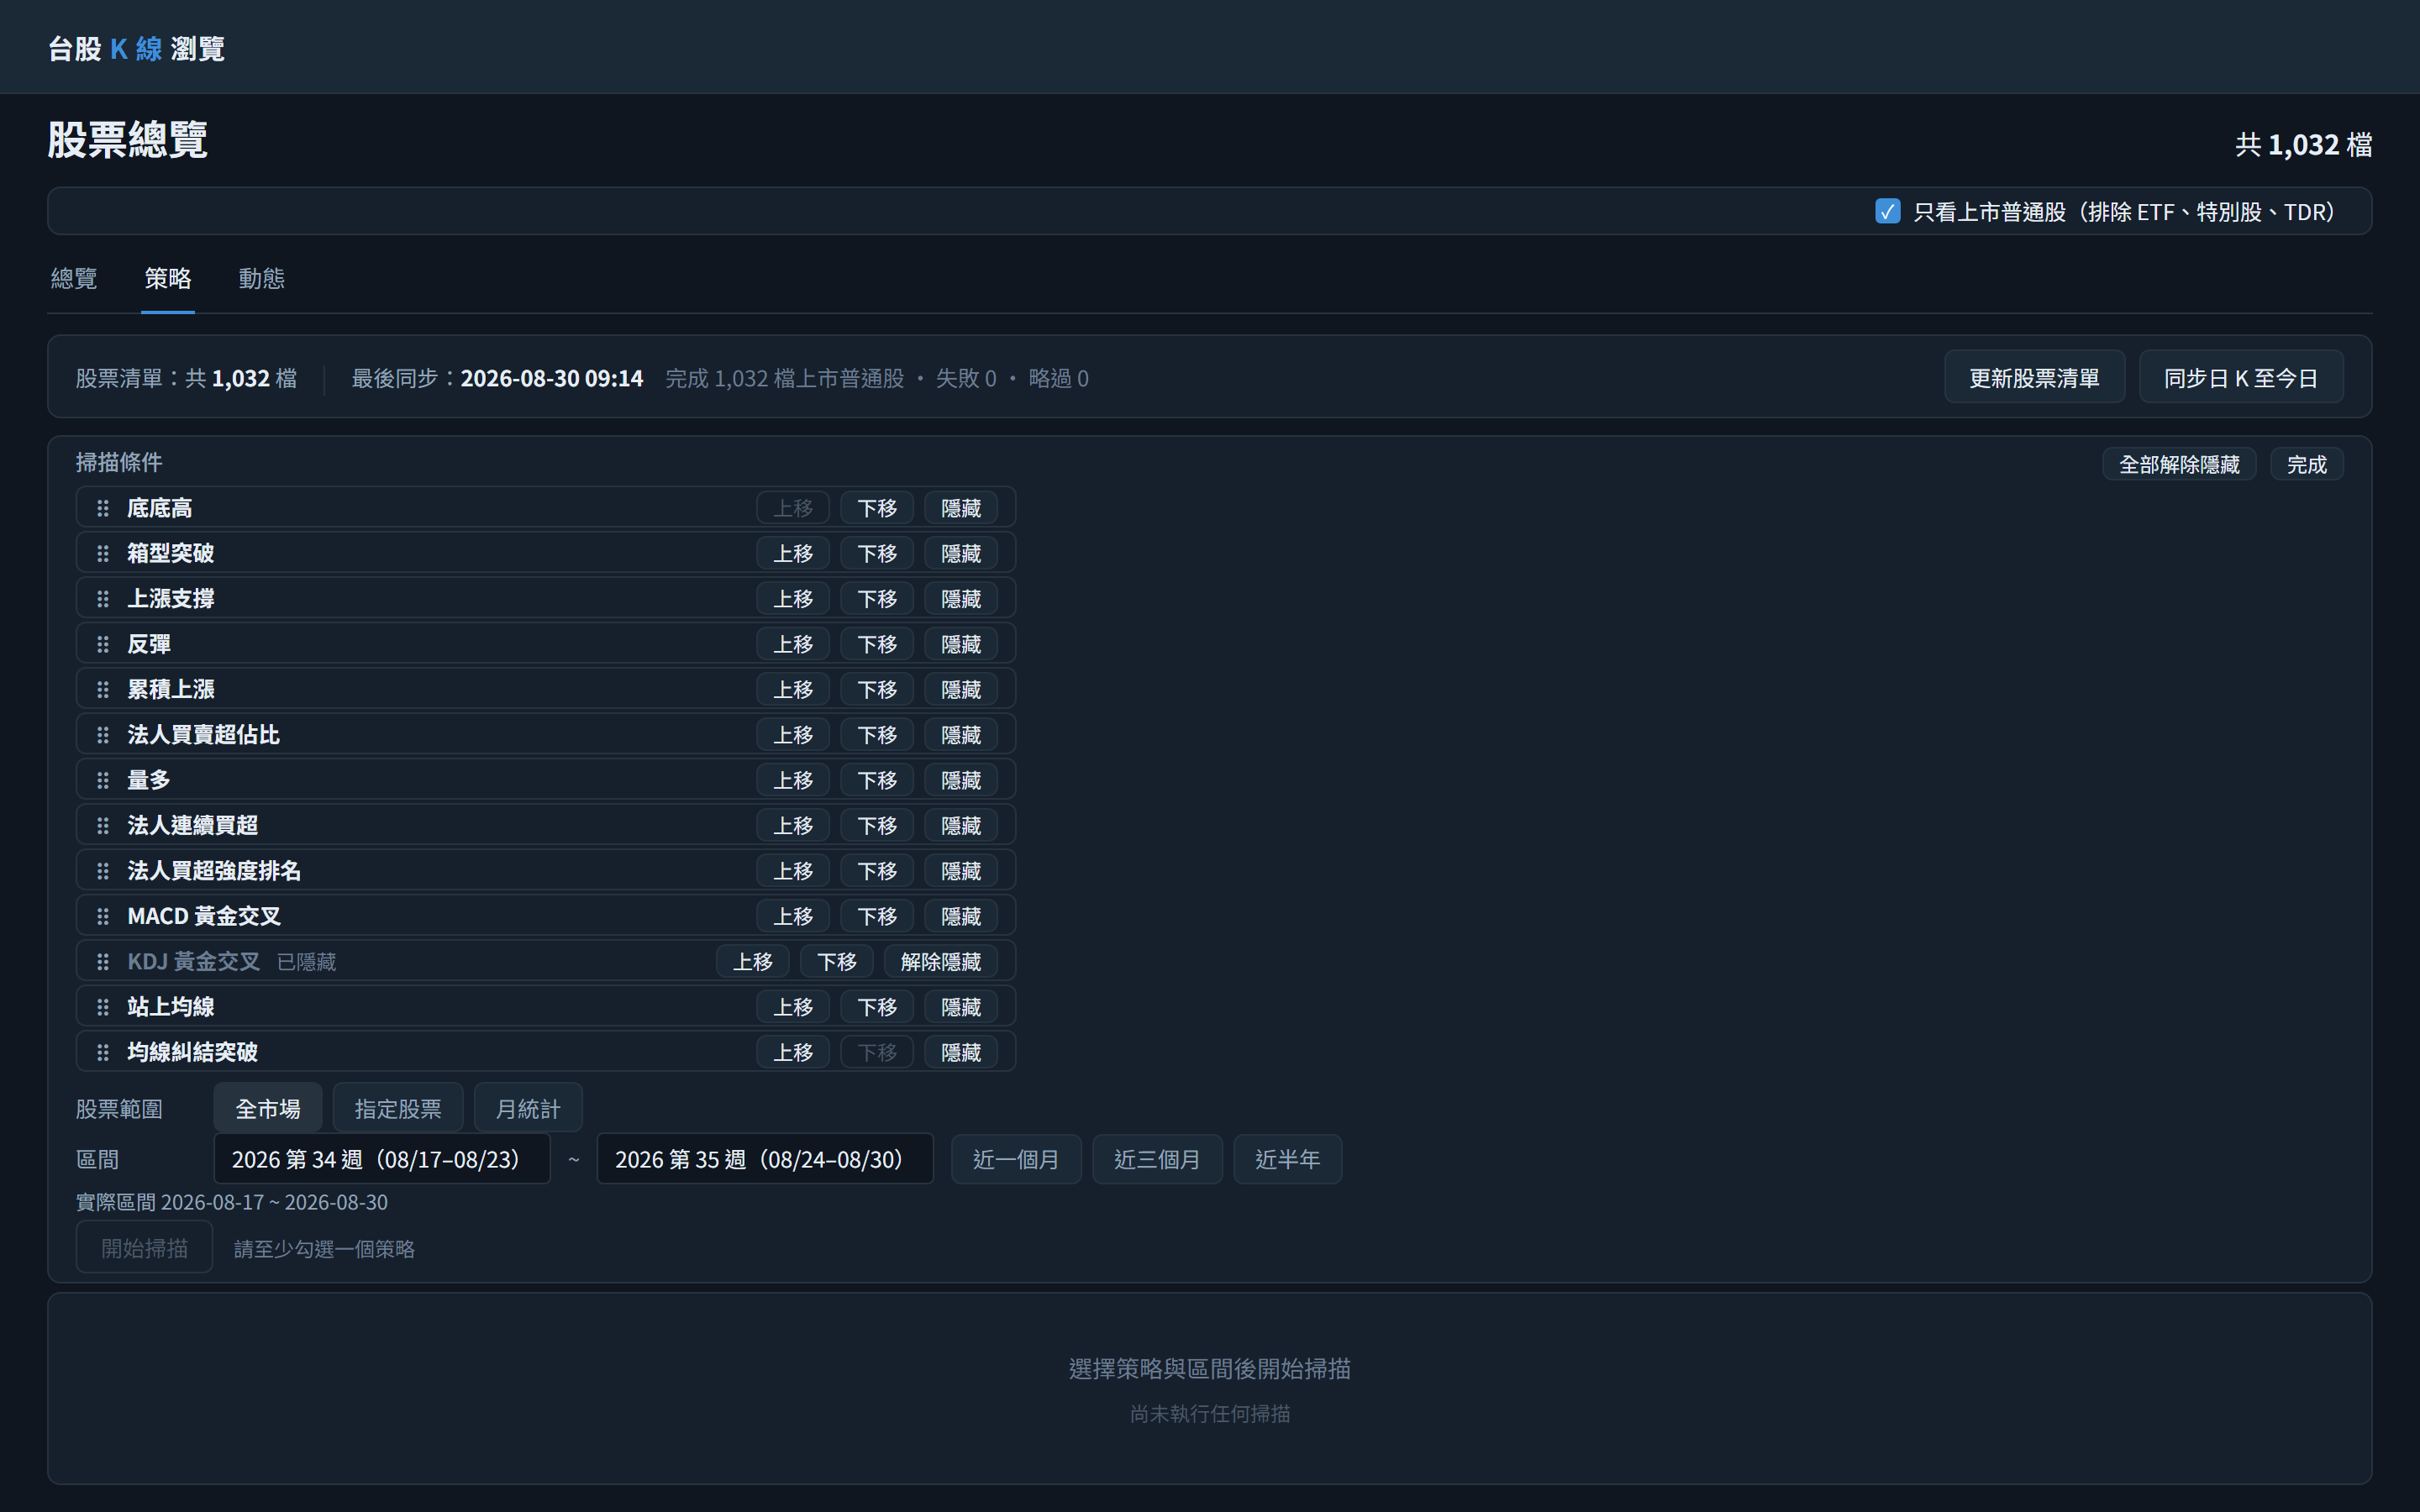 台股 K 線 瀏覽
股票總覽
共 1,032 檔
只看上市普通股（排除 ETF、特別股、TDR）
總覽 策略 動態
股票清單：共 1,032 檔 最後同步：2026-08-30 09:14 完成 1,032 檔上市普通股 · 失敗 0 · 略過 0 更新股票清單 同步日 K 至今日
掃描條件 全部解除隱藏 完成
底底高 上移 下移 隱藏
箱型突破 上移 下移 隱藏
上漲支撐 上移 下移 隱藏
反彈 上移 下移 隱藏
累積上漲 上移 下移 隱藏
法人買賣超佔比 上移 下移 隱藏
量多 上移 下移 隱藏
法人連續買超 上移 下移 隱藏
法人買超強度排名 上移 下移 隱藏
MACD 黃金交叉 上移 下移 隱藏
KDJ 黃金交叉 已隱藏 上移 下移 解除隱藏
站上均線 上移 下移 隱藏
均線糾結突破 上移 下移 隱藏
股票範圍 全市場 指定股票 月統計
區間 2026 第 34 週（08/17–08/23） ~ 2026 第 35 週（08/24–08/30） 近一個月 近三個月 近半年
實際區間 2026-08-17 ~ 2026-08-30
開始掃描 請至少勾選一個策略
選擇策略與區間後開始掃描
尚未執行任何掃描